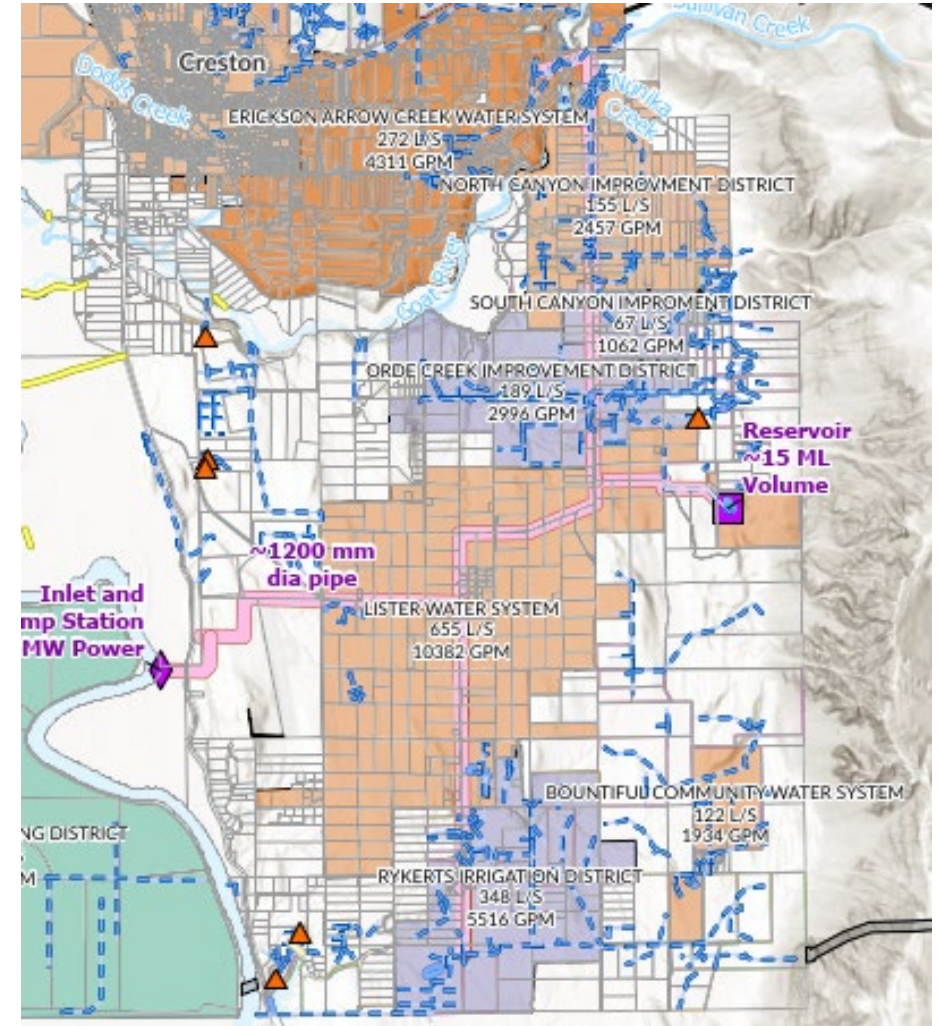 Sullivan Creek
Creston
Dodds Creek
Nuhika
Creek
ERICKSON ARROW CREEK WATER SYSTEM
272 L/S
4311 GPM
NORTH CANYON IMPROVMENT DISTRICT
155 L/S
2457 GPM
Goat River
SOUTH CANYON IMPROMENT DISTRICT
67 L/S
1062 GPM
ORDE CREEK IMPROVEMENT DISTRICT
189 L/S
2996 GPM
Reservoir
~15 ML
Volume
~1200 mm
dia pipe
Inlet and
mp Station
MW Power
LISTER WATER SYSTEM
655 L/S
10382 GPM
BOUNTIFUL COMMUNITY WATER SYSTEM
122 L/S
1934 GPM
NG DISTRICT
M
RYKERTS IRRIGATION DISTRICT
348 L/S
5516 GPM